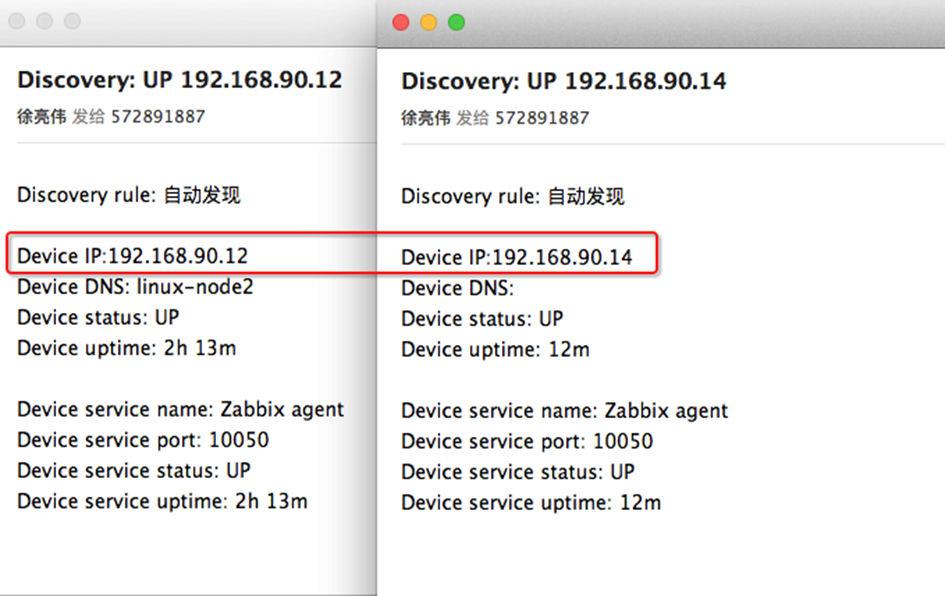 Discovery: UP 192.168.90.12
徐亮伟 发给 572891887
Discovery rule: 自动发现
Device IP:192.168.90.12
Device DNS: linux-node2
Device status: UP
Device uptime: 2h 13m
Device service name: Zabbix agent
Device service port: 10050
Device service status: UP
Device service uptime: 2h 13m
Discovery: UP 192.168.90.14
徐亮伟 发给 572891887
Discovery rule: 自动发现
Device IP:192.168.90.14
Device DNS:
Device status: UP
Device uptime: 12m
Device service name: Zabbix agent
Device service port: 10050
Device service status: UP
Device service uptime: 12m